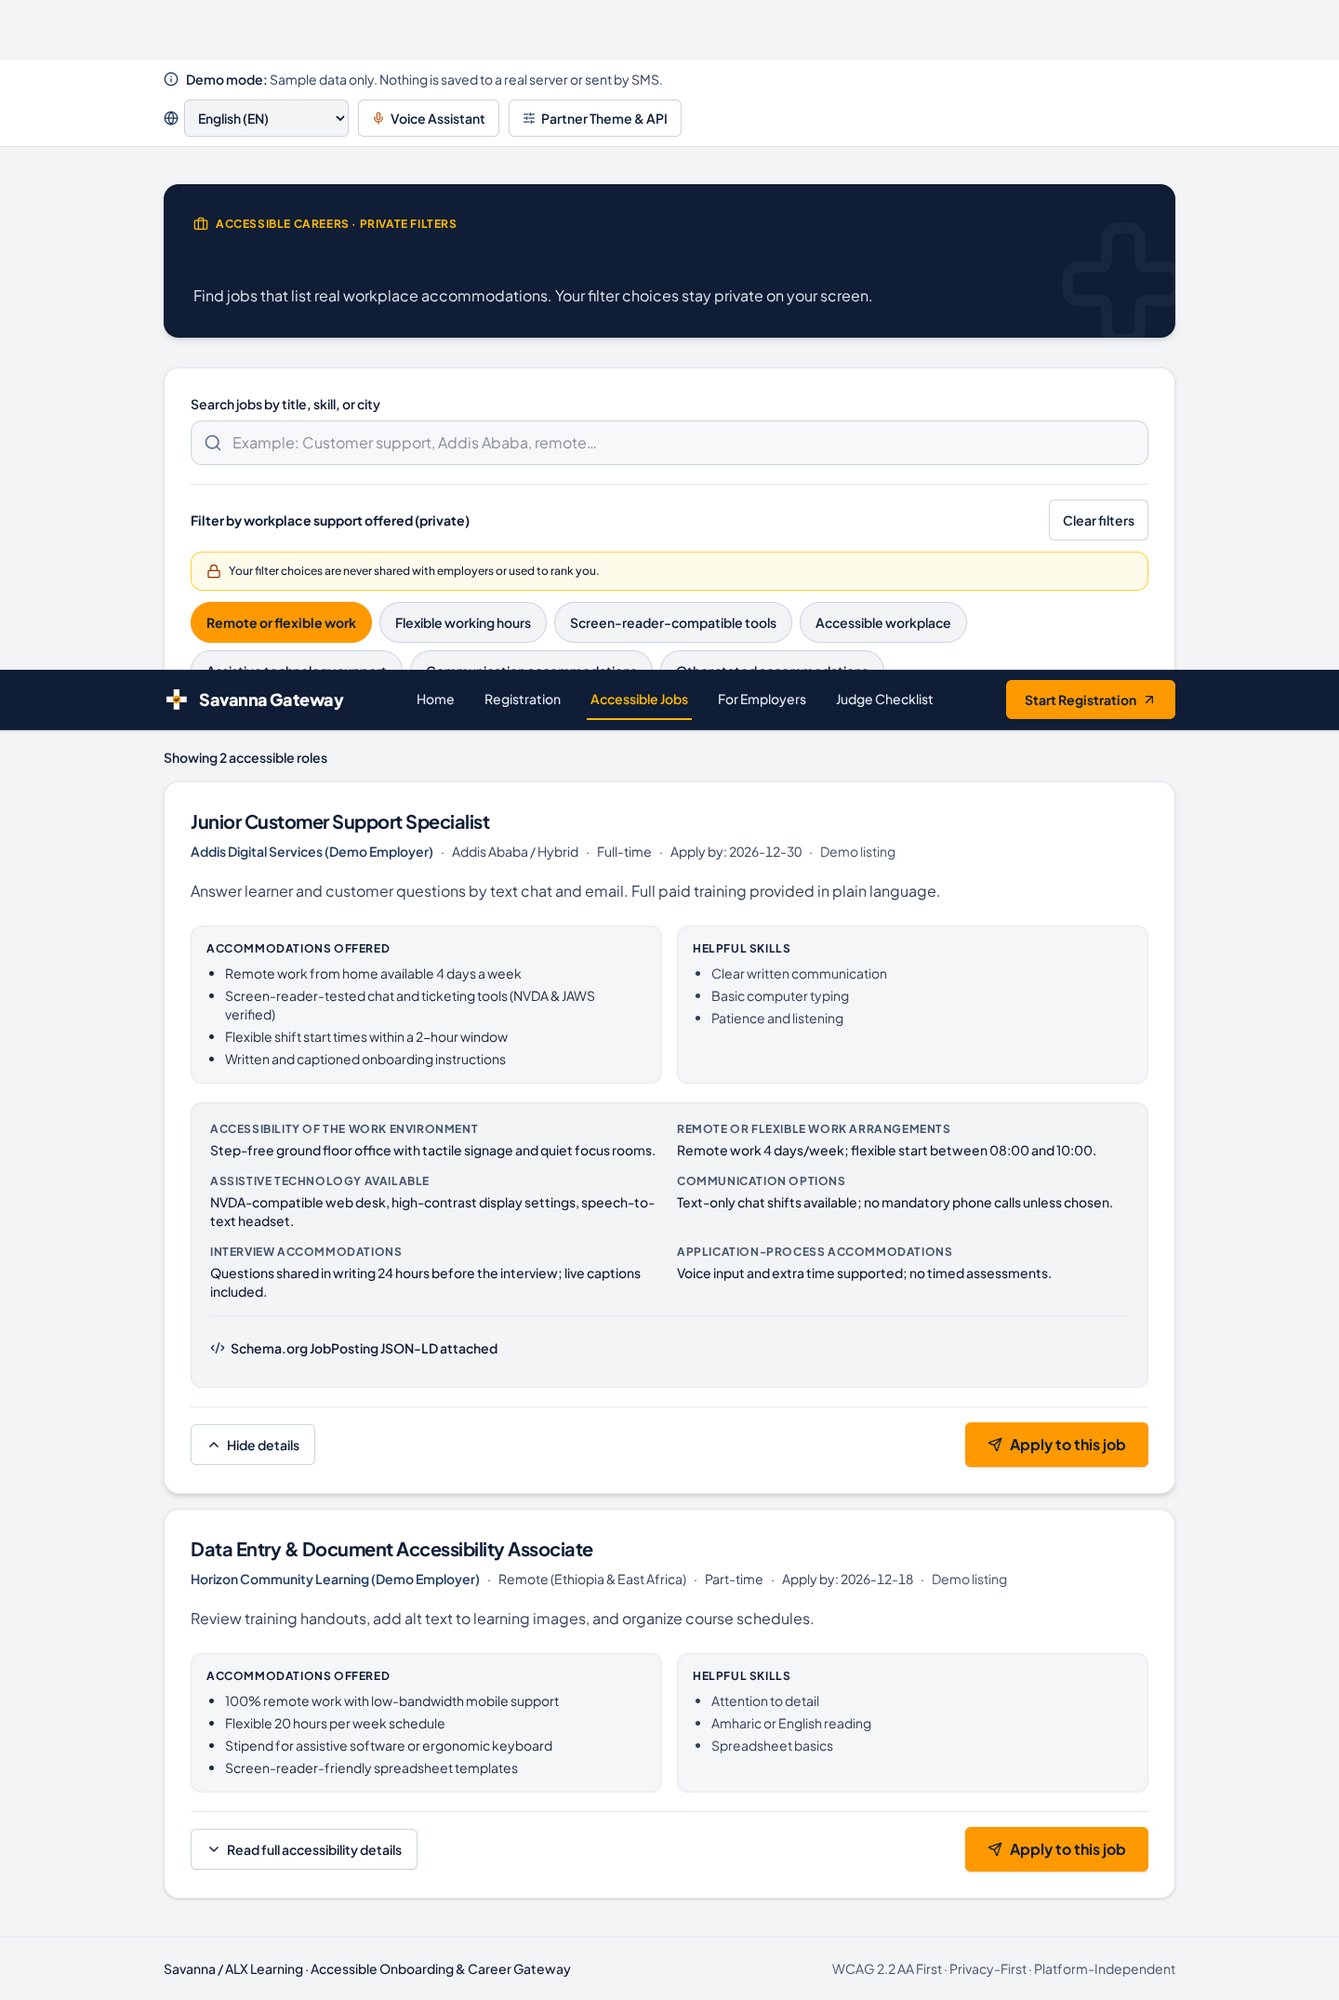 Demo mode: Sample data only. Nothing is saved to a real server or sent by SMS.
English (EN)
Voice Assistant
Partner Theme & API
ACCESSIBLE CAREERS · PRIVATE FILTERS
Find jobs that list real workplace accommodations. Your filter choices stay private on your screen.
Search jobs by title, skill, or city
Example: Customer support, Addis Ababa, remote...
Filter by workplace support offered (private)
Clear filters
Your filter choices are never shared with employers or used to rank you.
Remote or flexible work
Flexible working hours
Screen-reader-compatible tools
Accessible workplace
Assistive technology support
Communication accommodations
Other stated accommodations
Savanna Gateway
Home
Registration
Accessible Jobs
For Employers
Judge Checklist
Start Registration
Showing 2 accessible roles
Junior Customer Support Specialist
Addis Digital Services (Demo Employer) · Addis Ababa / Hybrid · Full-time · Apply by: 2026-12-30 · Demo listing
Answer learner and customer questions by text chat and email. Full paid training provided in plain language.
ACCOMMODATIONS OFFERED
• Remote work from home available 4 days a week
• Screen-reader-tested chat and ticketing tools (NVDA & JAWS
verified)
• Flexible shift start times within a 2-hour window
• Written and captioned onboarding instructions
HELPFUL SKILLS
• Clear written communication
• Basic computer typing
• Patience and listening
ACCESSIBILITY OF THE WORK ENVIRONMENT
Step-free ground floor office with tactile signage and quiet focus rooms.
REMOTE OR FLEXIBLE WORK ARRANGEMENTS
Remote work 4 days/week; flexible start between 08:00 and 10:00.
ASSISTIVE TECHNOLOGY AVAILABLE
NVDA-compatible web desk, high-contrast display settings, speech-to-
text headset.
COMMUNICATION OPTIONS
Text-only chat shifts available; no mandatory phone calls unless chosen.
INTERVIEW ACCOMMODATIONS
Questions shared in writing 24 hours before the interview; live captions
included.
APPLICATION-PROCESS ACCOMMODATIONS
Voice input and extra time supported; no timed assessments.
Schema.org JobPosting JSON-LD attached
Hide details
Apply to this job
Data Entry & Document Accessibility Associate
Horizon Community Learning (Demo Employer) · Remote (Ethiopia & East Africa) · Part-time · Apply by: 2026-12-18 · Demo listing
Review training handouts, add alt text to learning images, and organize course schedules.
ACCOMMODATIONS OFFERED
• 100% remote work with low-bandwidth mobile support
• Flexible 20 hours per week schedule
• Stipend for assistive software or ergonomic keyboard
• Screen-reader-friendly spreadsheet templates
HELPFUL SKILLS
• Attention to detail
• Amharic or English reading
• Spreadsheet basics
Read full accessibility details
Apply to this job
Savanna / ALX Learning · Accessible Onboarding & Career Gateway
WCAG 2.2 AA First · Privacy-First · Platform-Independent